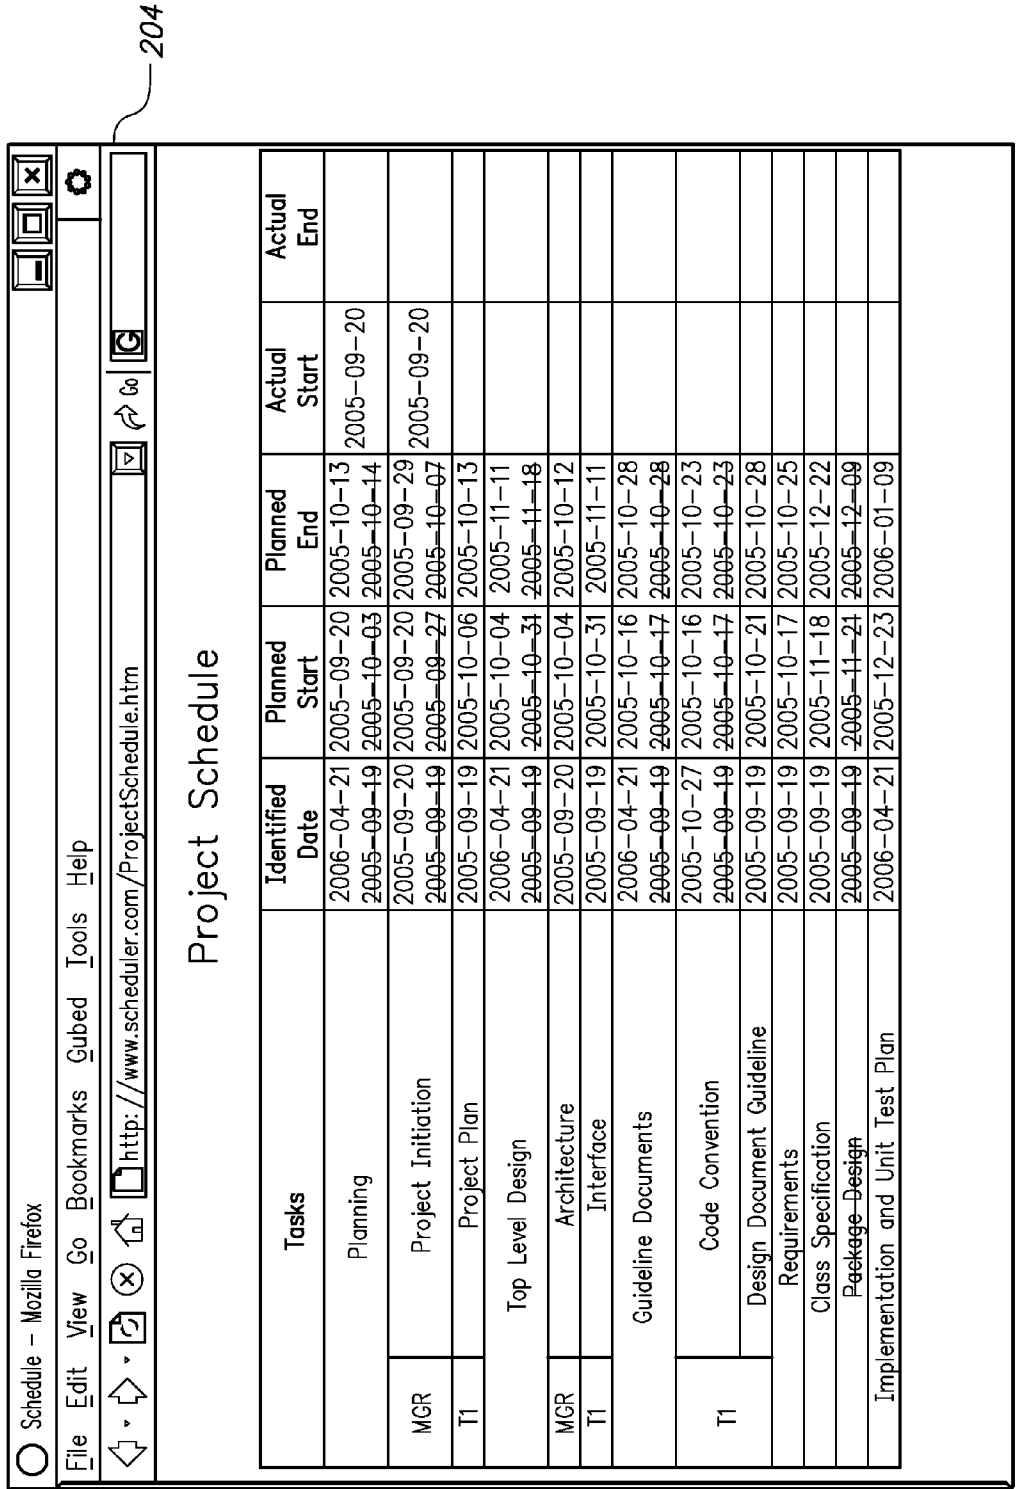 204
Schedule – Mozilla Firefox
File Edit View Go Bookmarks Gubed Tools Help
http: //www.scheduler.com/ProjectSchedule.htm Go G
Project Schedule
Tasks Identified Date Planned Start Planned End Actual Start Actual End
Planning 2006–04–21 2005–09–20 2005–10–13 2005–09–20
2005–09–19 2005–10–03 2005–10–14
MGR Project Initiation 2005–09–20 2005–09–20 2005–09–29 2005–09–20
2005–09–19 2005–09–27 2005–10–07
T1 Project Plan 2005–09–19 2005–10–06 2005–10–13
Top Level Design 2006–04–21 2005–10–04 2005–11–11
2005–09–19 2005–10–31 2005–11–18
MGR Architecture 2005–09–20 2005–10–04 2005–10–12
T1 Interface 2005–09–19 2005–10–31 2005–11–11
Guideline Documents 2006–04–21 2005–10–16 2005–10–28
2005–09–19 2005–10–17 2005–10–28
T1 Code Convention 2005–10–27 2005–10–16 2005–10–23
2005–09–19 2005–10–17 2005–10–23
Design Document Guideline 2005–09–19 2005–10–21 2005–10–28
Requirements 2005–09–19 2005–10–17 2005–10–25
Class Specification 2005–09–19 2005–11–18 2005–12–22
Package Design 2005–09–19 2005–11–21 2005–12–09
Implementation and Unit Test Plan 2006–04–21 2005–12–23 2006–01–09